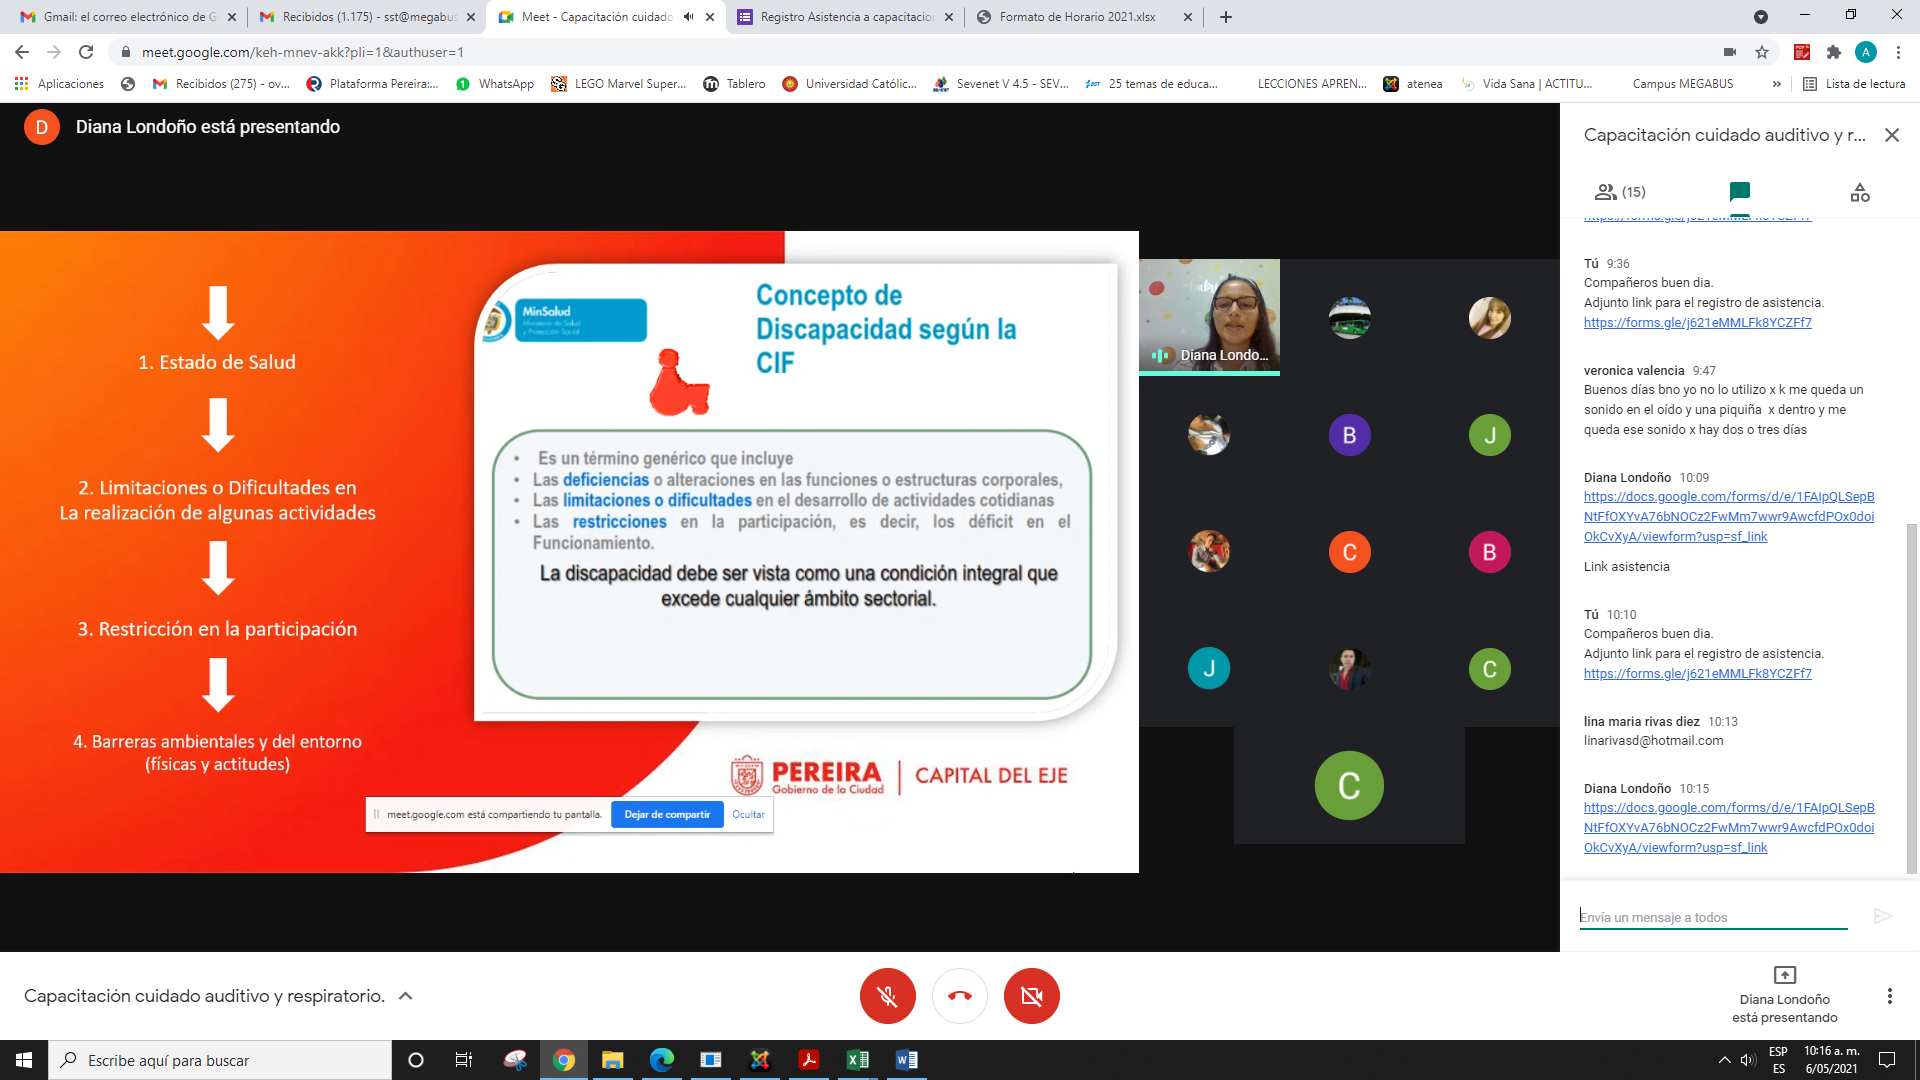 Gmail: el correo electrónico de G
Recibidos (1.175) - sst@megabus
Meet - Capacitación cuidado
Registro Asistencia a capacitacion
Formato de Horario 2021.xlsx
meet.google.com/keh-mnev-akk?pli=1&authuser=1
A
Aplicaciones
Recibidos (275) - ov...
Plataforma Pereira:...
WhatsApp
LEGO Marvel Super...
Tablero
Universidad Católic...
Sevenet V 4.5 - SEV...
25 temas de educa...
LECCIONES APREN...
atenea
Vida Sana | ACTITU...
Campus MEGABUS
»
Lista de lectura
D
Diana Londoño está presentando
1. Estado de Salud
2. Limitaciones o Dificultades en
La realización de algunas actividades
3. Restricción en la participación
4. Barreras ambientales y del entorno
(físicas y actitudes)
MinSalud
Ministerio de Salud
y Protección Social
Concepto de
Discapacidad según la
CIF
• Es un término genérico que incluye
• Las deficiencias o alteraciones en las funciones o estructuras corporales,
• Las limitaciones o dificultades en el desarrollo de actividades cotidianas
• Las restricciones en la participación, es decir, los déficit en el
Funcionamiento.
La discapacidad debe ser vista como una condición integral que
excede cualquier ámbito sectorial.
PEREIRA
Gobierno de la Ciudad
CAPITAL DEL EJE
meet.google.com está compartiendo tu pantalla.
Dejar de compartir
Ocultar
Diana Londo...
B
J
C
B
J
C
C
Capacitación cuidado auditivo y r...
(15)
Tú 9:36
Compañeros buen dia.
Adjunto link para el registro de asistencia.
https://forms.gle/j621eMMLFk8YCZFf7
veronica valencia 9:47
Buenos días bno yo no lo utilizo x k me queda un
sonido en el oído y una piquiña x dentro y me
queda ese sonido x hay dos o tres días
Diana Londoño 10:09
https://docs.google.com/forms/d/e/1FAIpQLSepB
NtFfOXYvA76bNOCz2FwMm7wwr9AwcfdPOx0doi
OkCvXyA/viewform?usp=sf_link
Link asistencia
Tú 10:10
Compañeros buen dia.
Adjunto link para el registro de asistencia.
https://forms.gle/j621eMMLFk8YCZFf7
lina maria rivas diez 10:13
linarivasd@hotmail.com
Diana Londoño 10:15
https://docs.google.com/forms/d/e/1FAIpQLSepB
NtFfOXYvA76bNOCz2FwMm7wwr9AwcfdPOx0doi
OkCvXyA/viewform?usp=sf_link
Envía un mensaje a todos
Capacitación cuidado auditivo y respiratorio.
Diana Londoño
está presentando
Escribe aquí para buscar
ESP
ES
10:16 a. m.
6/05/2021